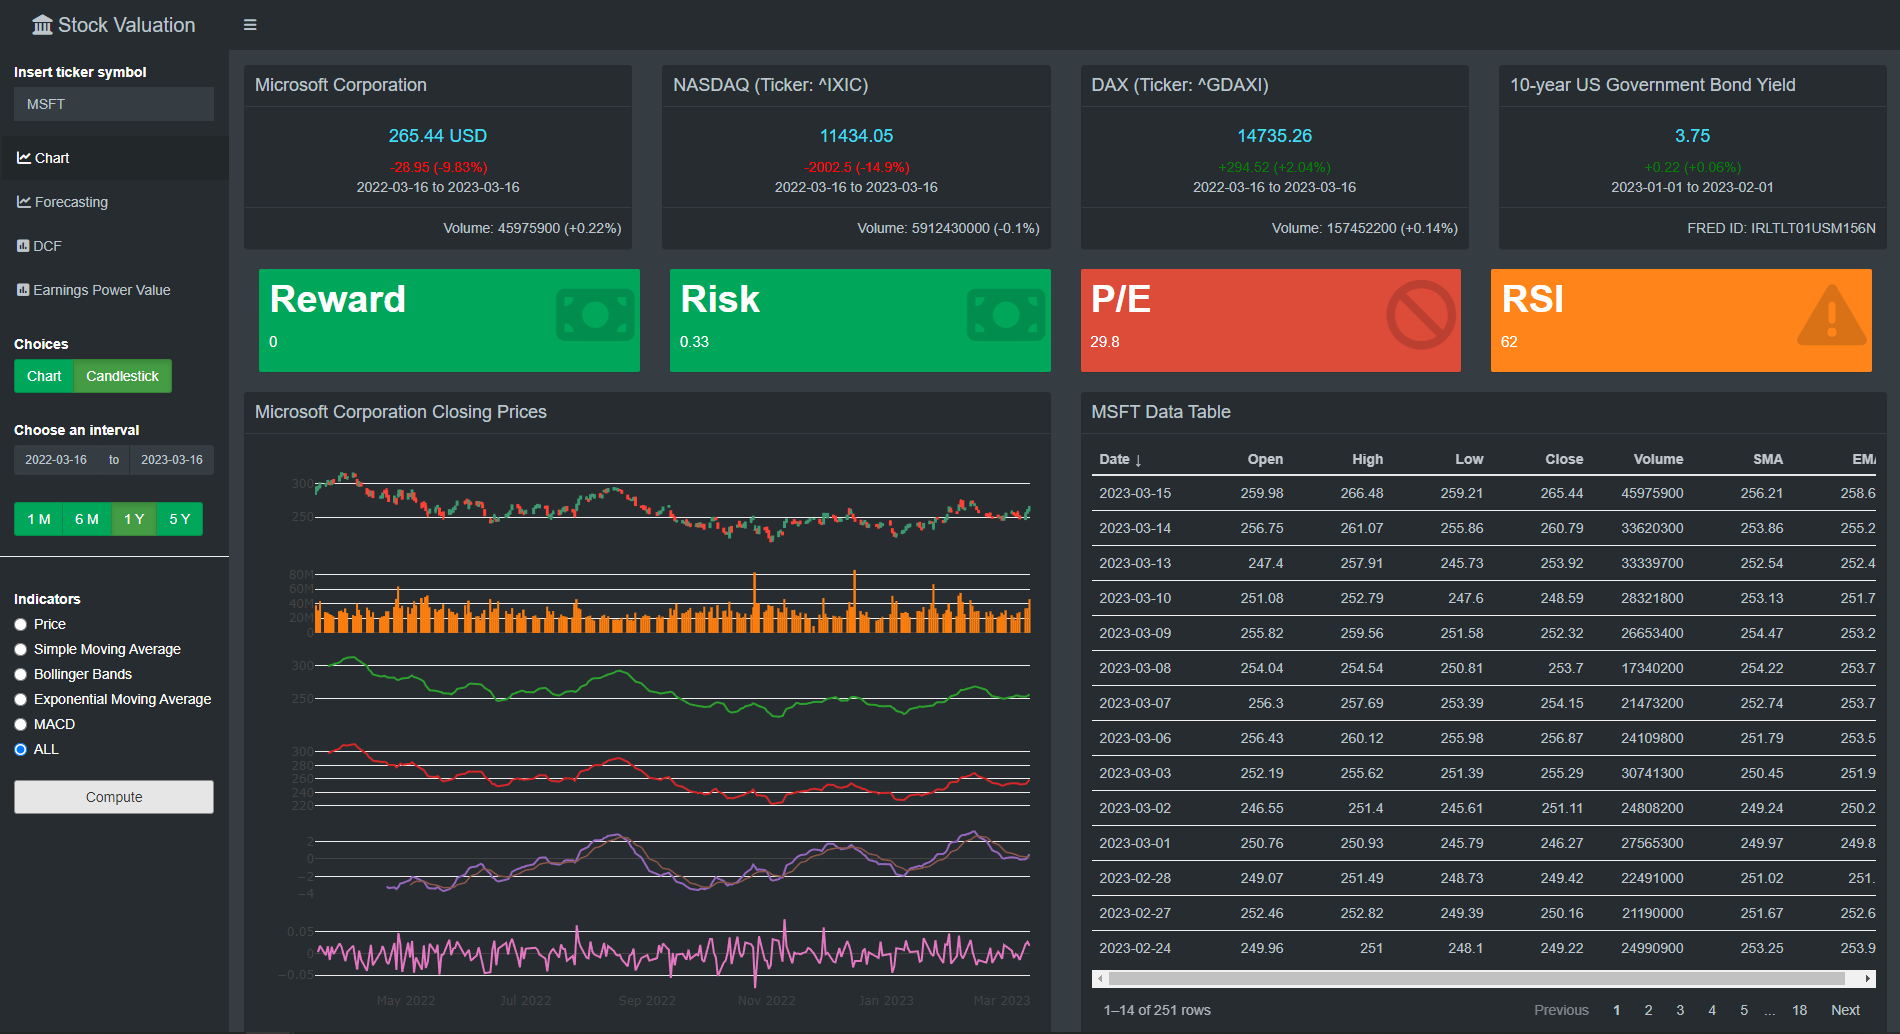 Stock Valuation
Insert ticker symbol
MSFT
Chart
Forecasting
DCF
Earnings Power Value
Choices
Chart Candlestick
Choose an interval
2022-03-16 to 2023-03-16
1 M 6 M 1 Y 5 Y
Indicators
Price
Simple Moving Average
Bollinger Bands
Exponential Moving Average
MACD
ALL
Compute
Microsoft Corporation
265.44 USD
-28.95 (-9.83%)
2022-03-16 to 2023-03-16
Volume: 45975900 (+0.22%)
NASDAQ (Ticker: ^IXIC)
11434.05
-2002.5 (-14.9%)
2022-03-16 to 2023-03-16
Volume: 5912430000 (-0.1%)
DAX (Ticker: ^GDAXI)
14735.26
+294.52 (+2.04%)
2022-03-16 to 2023-03-16
Volume: 157452200 (+0.14%)
10-year US Government Bond Yield
3.75
+0.22 (+0.06%)
2023-01-01 to 2023-02-01
FRED ID: IRLTLT01USM156N
Reward
0
Risk
0.33
P/E
29.8
RSI
62
Microsoft Corporation Closing Prices
300
250
80M
60M
40M
20M
0
300
250
300
280
260
240
220
2
0
−2
−4
0.05
0
−0.05
May 2022 Jul 2022 Sep 2022 Nov 2022 Jan 2023 Mar 2023
MSFT Data Table
Date ↓ Open High Low Close Volume SMA EMA
2023-03-15 259.98 266.48 259.21 265.44 45975900 256.21 258.6
2023-03-14 256.75 261.07 255.86 260.79 33620300 253.86 255.2
2023-03-13 247.4 257.91 245.73 253.92 33339700 252.54 252.4
2023-03-10 251.08 252.79 247.6 248.59 28321800 253.13 251.7
2023-03-09 255.82 259.56 251.58 252.32 26653400 254.47 253.2
2023-03-08 254.04 254.54 250.81 253.7 17340200 254.22 253.7
2023-03-07 256.3 257.69 253.39 254.15 21473200 252.74 253.7
2023-03-06 256.43 260.12 255.98 256.87 24109800 251.79 253.5
2023-03-03 252.19 255.62 251.39 255.29 30741300 250.45 251.9
2023-03-02 246.55 251.4 245.61 251.11 24808200 249.24 250.2
2023-03-01 250.76 250.93 245.79 246.27 27565300 249.97 249.8
2023-02-28 249.07 251.49 248.73 249.42 22491000 251.02 251.
2023-02-27 252.46 252.82 249.39 250.16 21190000 251.67 252.6
2023-02-24 249.96 251 248.1 249.22 24990900 253.25 253.9
1–14 of 251 rows
Previous 1 2 3 4 5 ... 18 Next